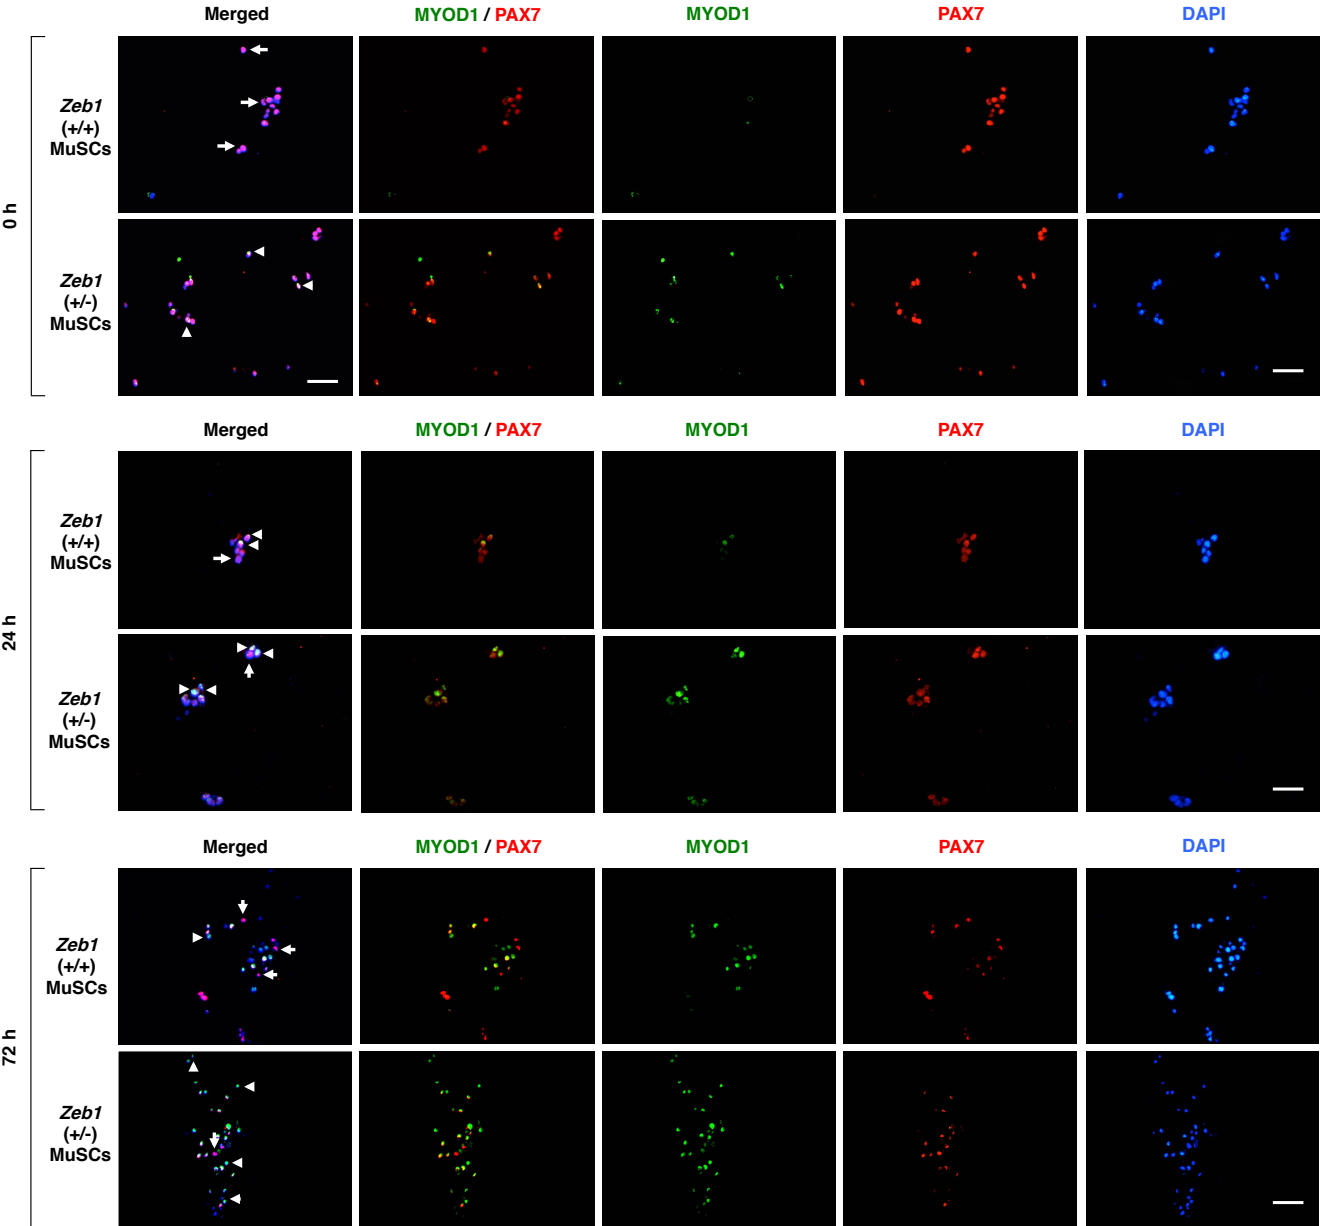 Merged MYOD1 / PAX7 MYOD1 PAX7 DAPI
0 h
Zeb1
(+/+)
MuSCs
Zeb1
(+/-)
MuSCs
Merged MYOD1 / PAX7 MYOD1 PAX7 DAPI
24 h
Zeb1
(+/+)
MuSCs
Zeb1
(+/-)
MuSCs
Merged MYOD1 / PAX7 MYOD1 PAX7 DAPI
72 h
Zeb1
(+/+)
MuSCs
Zeb1
(+/-)
MuSCs